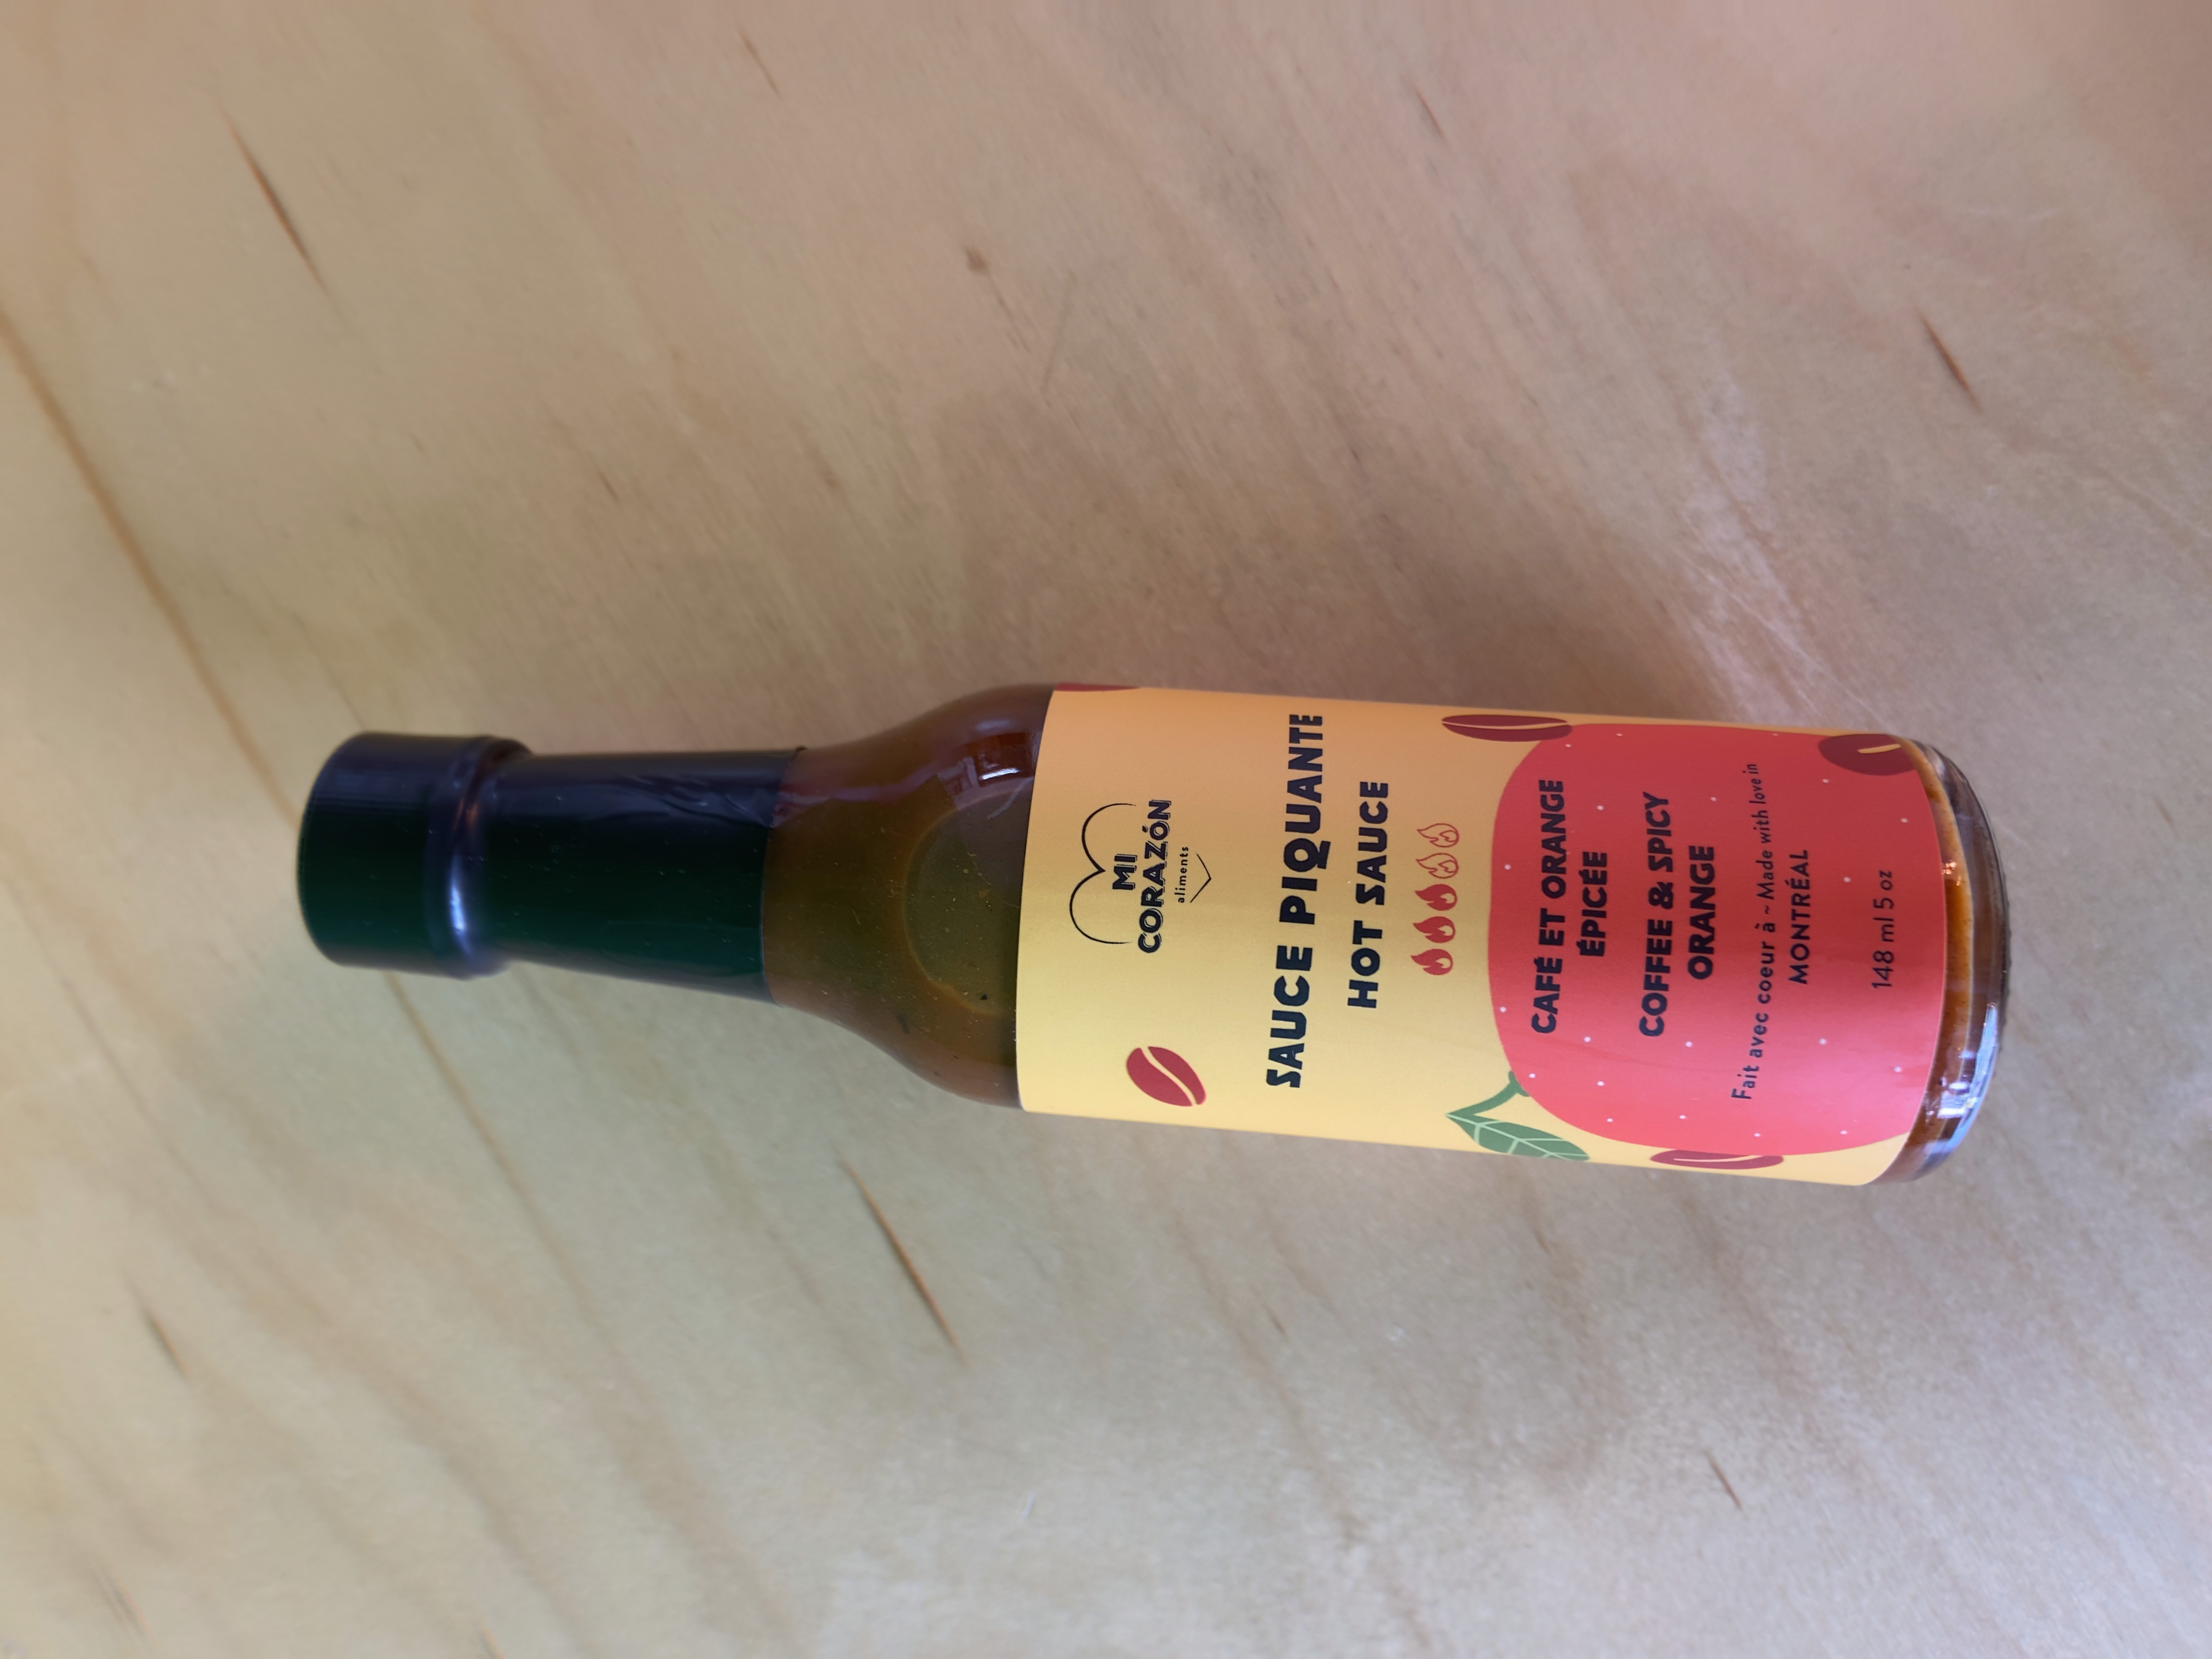 MI
CORAZÓN
aliments
SAUCE PIQUANTE
HOT SAUCE
CAFÉ ET ORANGE
ÉPICÉE
COFFEE & SPICY
ORANGE
Fait avec coeur à ~ Made with love in
MONTRÉAL
148 ml 5 oz